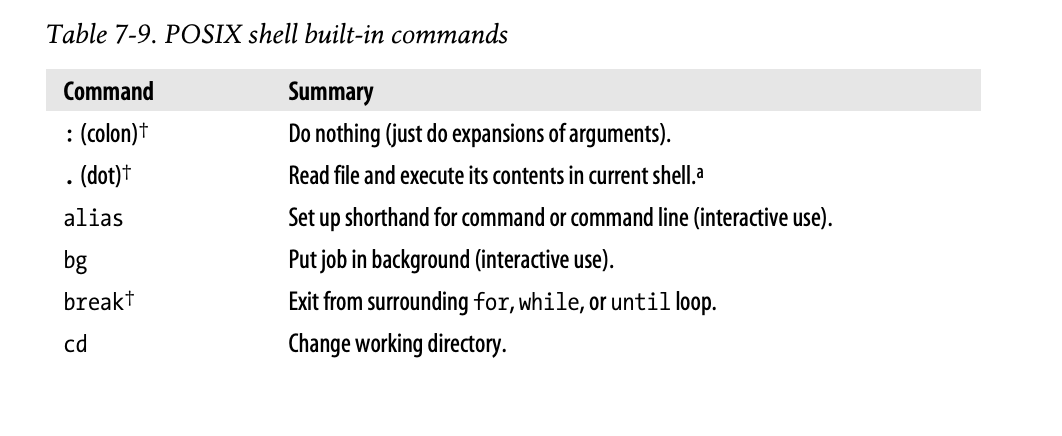 Table 7-9. POSIX shell built-in commands
Command Summary
: (colon)† Do nothing (just do expansions of arguments).
. (dot)† Read file and execute its contents in current shell.a
alias Set up shorthand for command or command line (interactive use).
bg Put job in background (interactive use).
break† Exit from surrounding for, while, or until loop.
cd Change working directory.